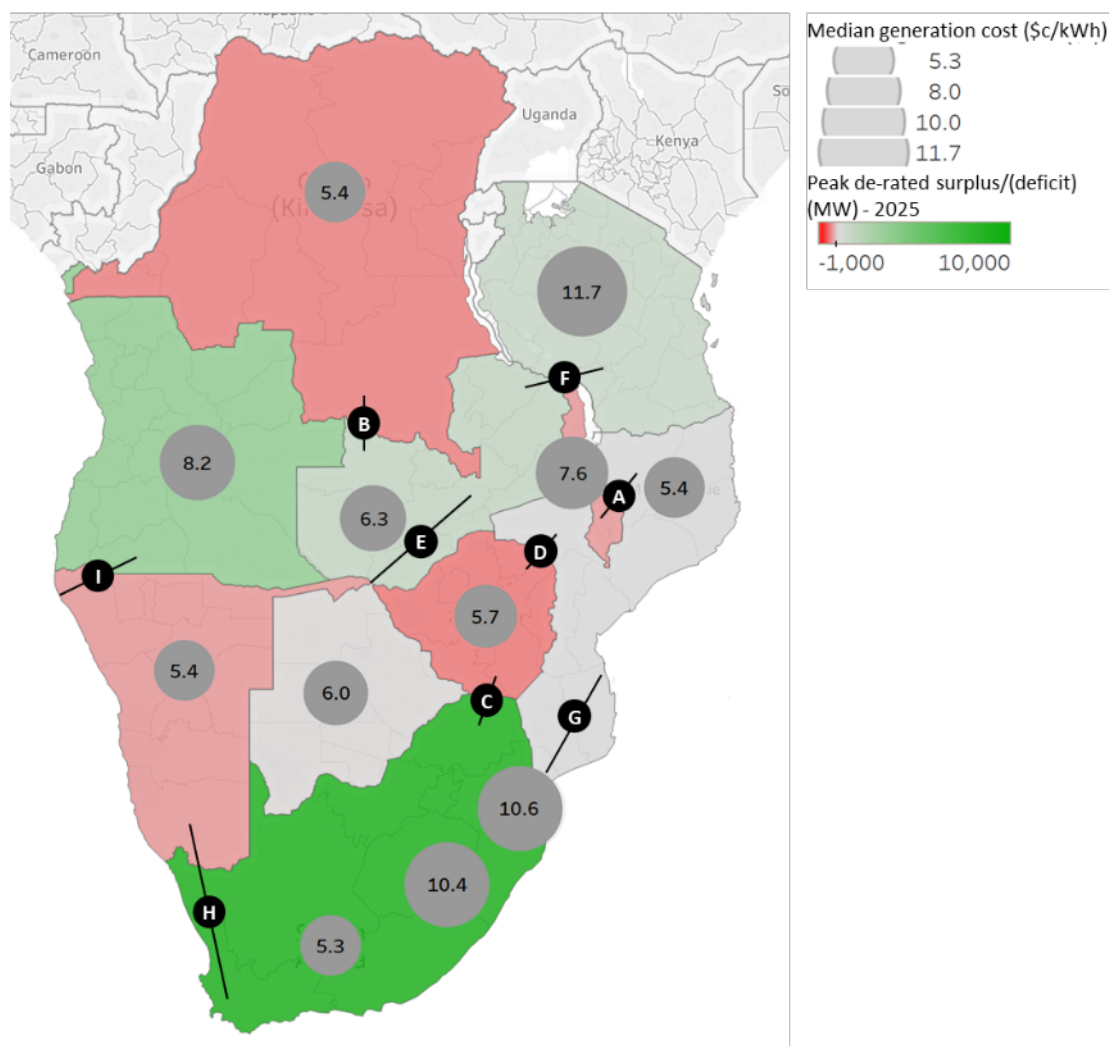 Cameroon
Gabon
Uganda
Kenya
So
5.4
11.7
F
B
8.2
7.6
A
5.4
6.3
E
D
I
5.7
5.4
6.0
C
G
10.6
10.4
H
5.3
Median generation cost ($c/kWh)
5.3
8.0
10.0
11.7
Peak de-rated surplus/(deficit)
(MW) - 2025
-1,000 10,000